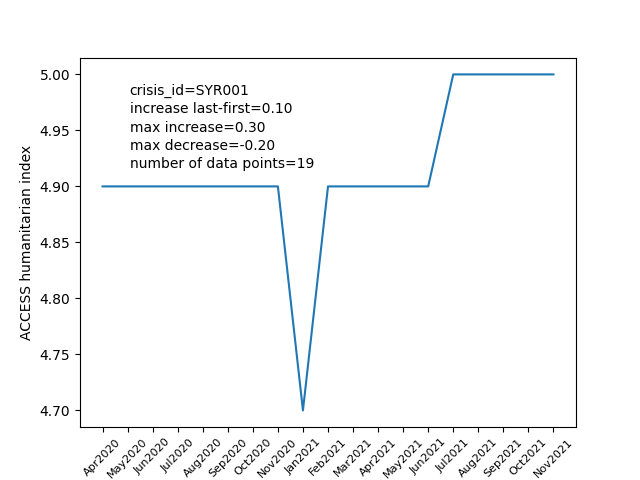 crisis_id=SYR001
increase last-first=0.10
max increase=0.30
max decrease=-0.20
number of data points=19
ACCESS humanitarian index
5.00
4.95
4.90
4.85
4.80
4.75
4.70
Apr2020
May2020
Jun2020
Jul2020
Aug2020
Sep2020
Oct2020
Nov2020
Jan2021
Feb2021
Mar2021
Apr2021
May2021
Jun2021
Jul2021
Aug2021
Sep2021
Oct2021
Nov2021